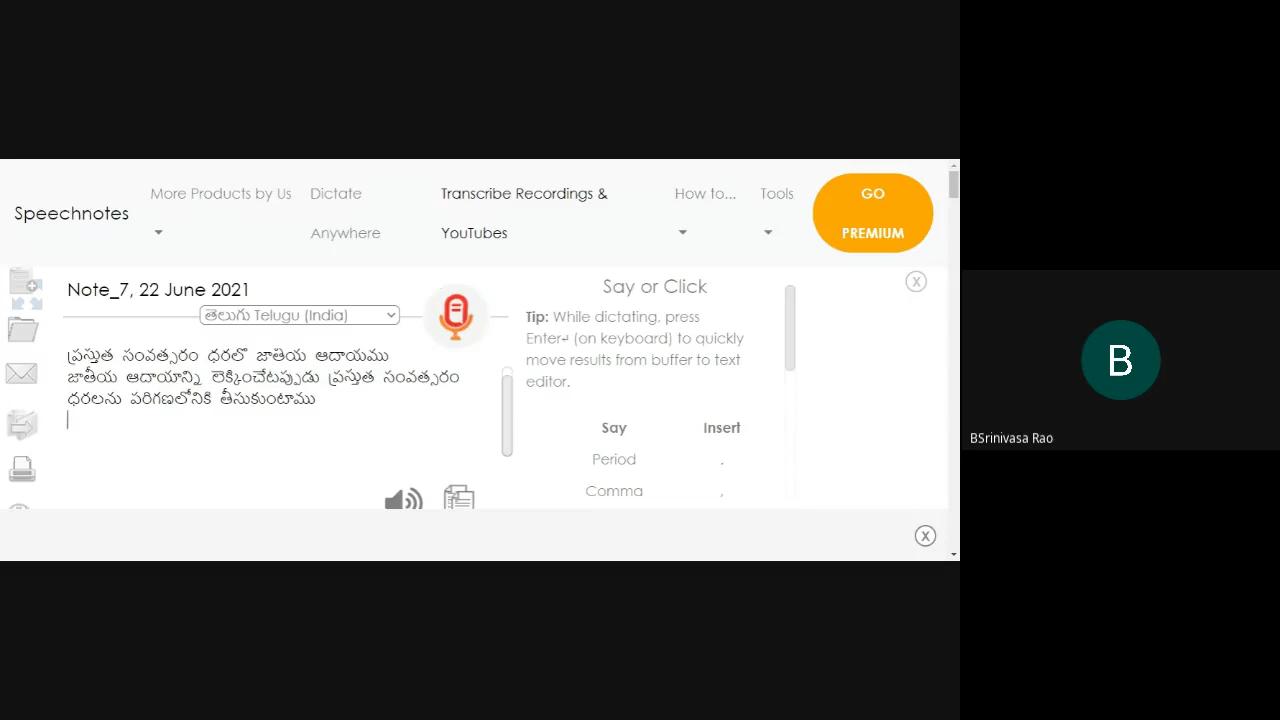 Speechnotes
More Products by Us
Dictate
Anywhere
Transcribe Recordings &
YouTubes
How to...
Tools
GO
PREMIUM
Note_7, 22 June 2021
తెలుగు Telugu (India)
ప్రస్తుత సంవత్సరం ధరలో జాతియ ఆదాయము
జాతీయ ఆదాయాన్ని లెక్కించేటప్పుడు ప్రస్తుత సంవత్సరం
ధరలను పరిగణలోనికి తీసుకుంటాము
Say or Click
X
Tip: While dictating, press
Enter↵ (on keyboard) to quickly
move results from buffer to text
editor.
Say Insert
Period .
Comma ,
X
B
BSrinivasa Rao